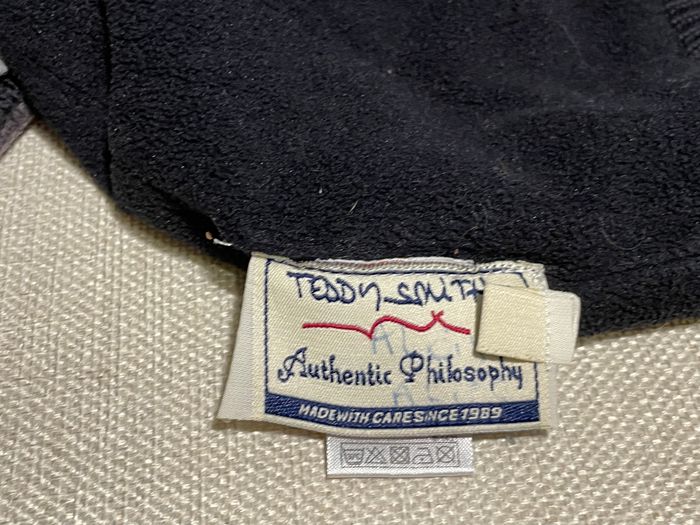 TEDDY SMITH
Authentic Philosophy
MADE WITH CARE SINCE 1989